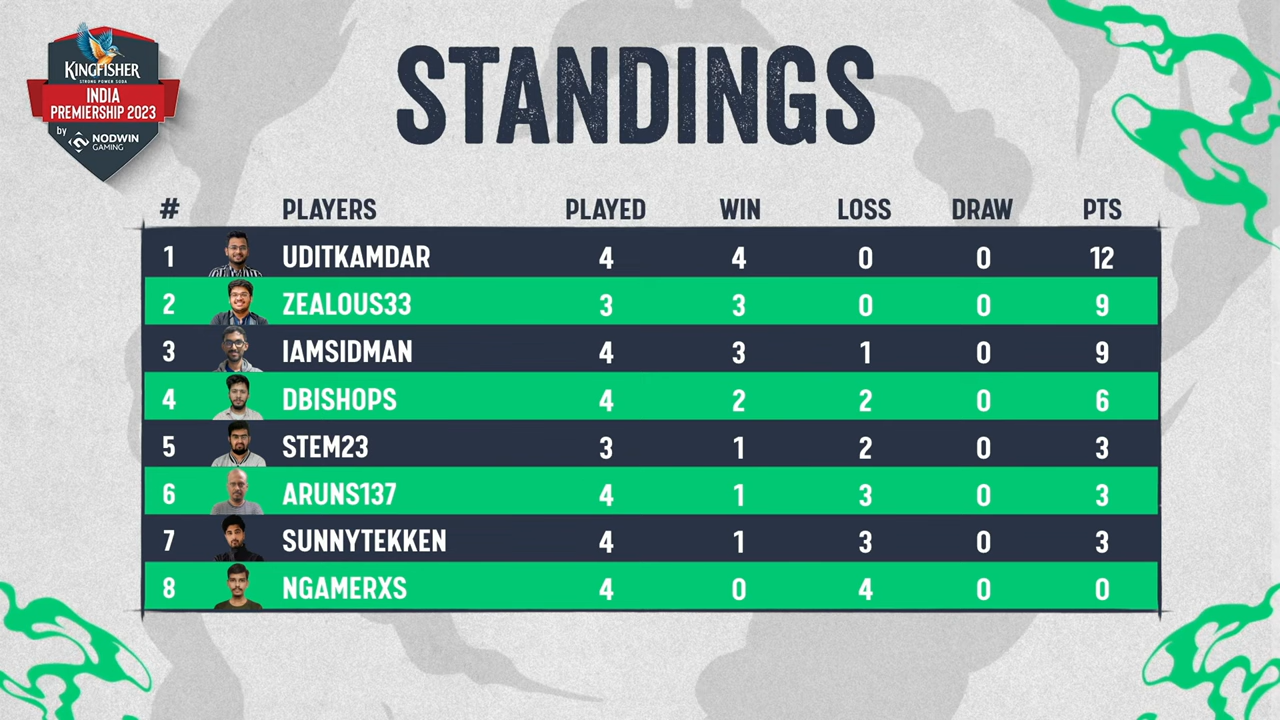 KINGFISHER
STRONG POWER SODA
INDIA
PREMIERSHIP 2023
by NODWIN
GAMING
STANDINGS
# PLAYERS PLAYED WIN LOSS DRAW PTS
1 UDITKAMDAR 4 4 0 0 12
2 ZEALOUS33 3 3 0 0 9
3 IAMSIDMAN 4 3 1 0 9
4 DBISHOPS 4 2 2 0 6
5 STEM23 3 1 2 0 3
6 ARUNS137 4 1 3 0 3
7 SUNNYTEKKEN 4 1 3 0 3
8 NGAMERXS 4 0 4 0 0